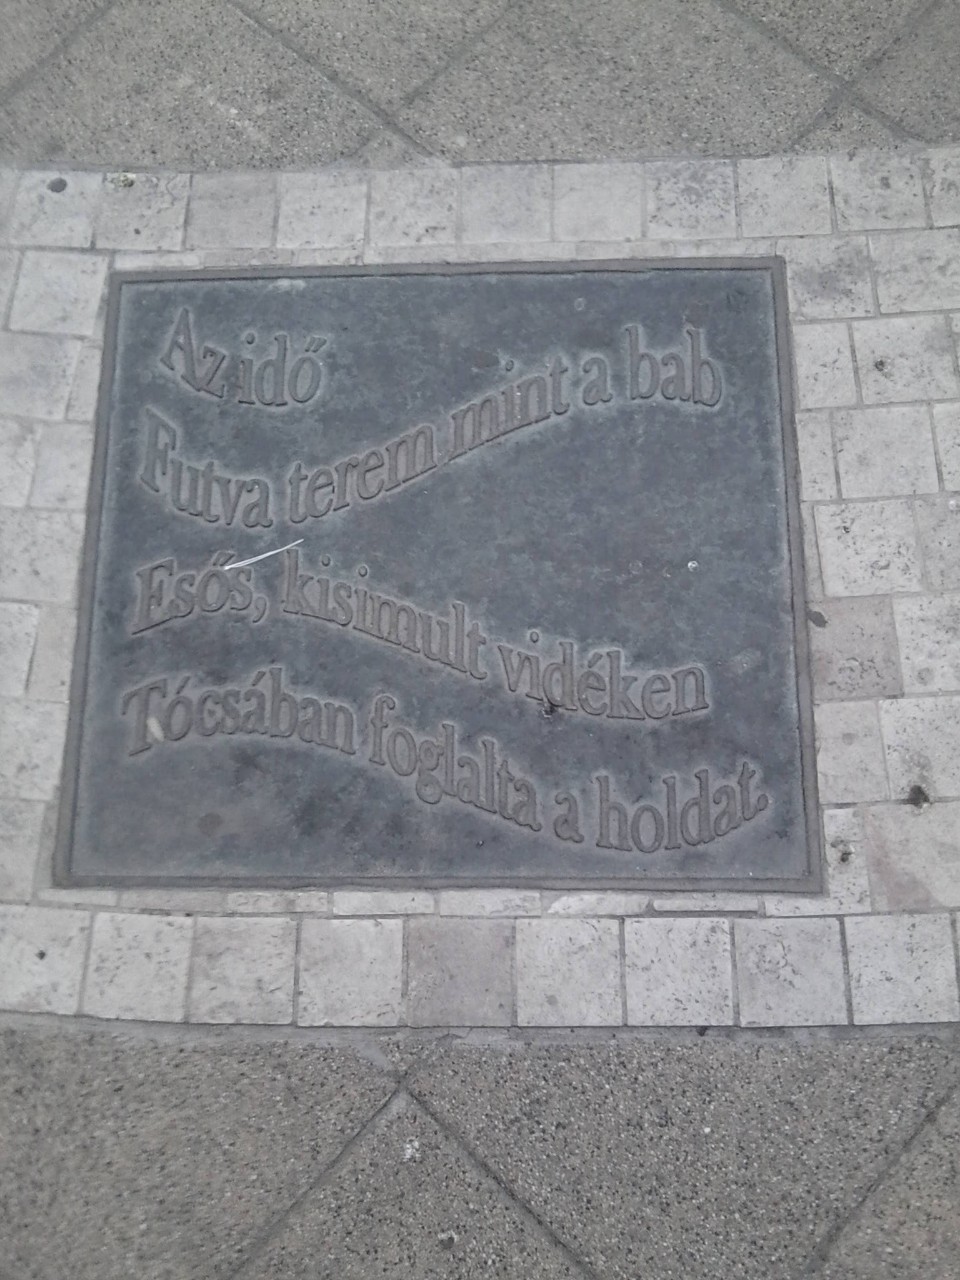 Az idő
Futva terem mint a bab
Esős, kisimult vidéken
Tócsában foglalta a holdat.